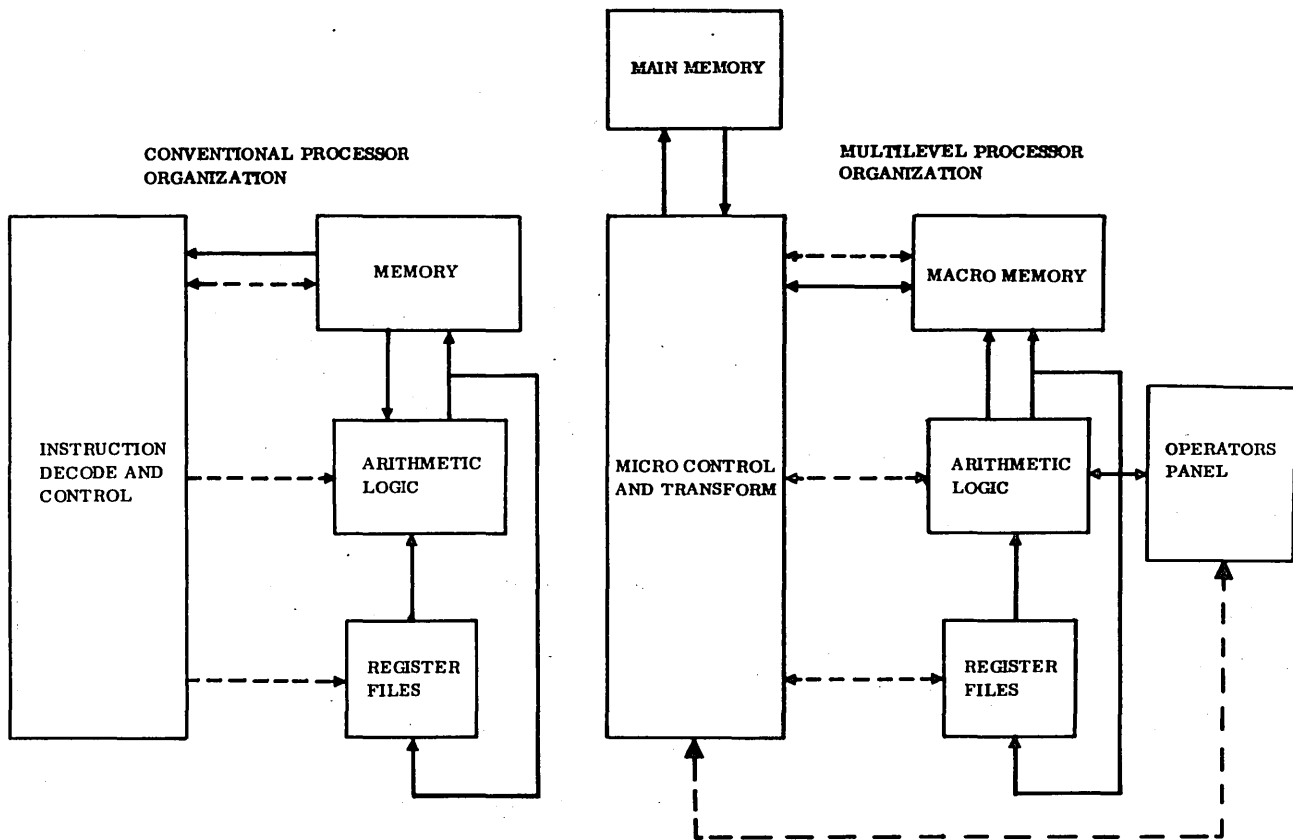 MAIN MEMORY
CONVENTIONAL PROCESSOR
ORGANIZATION
MULTILEVEL PROCESSOR
ORGANIZATION
MEMORY
MACRO MEMORY
INSTRUCTION
DECODE AND
CONTROL
ARITHMETIC
LOGIC
MICRO CONTROL
AND TRANSFORM
ARITHMETIC
LOGIC
OPERATORS
PANEL
REGISTER
FILES
REGISTER
FILES